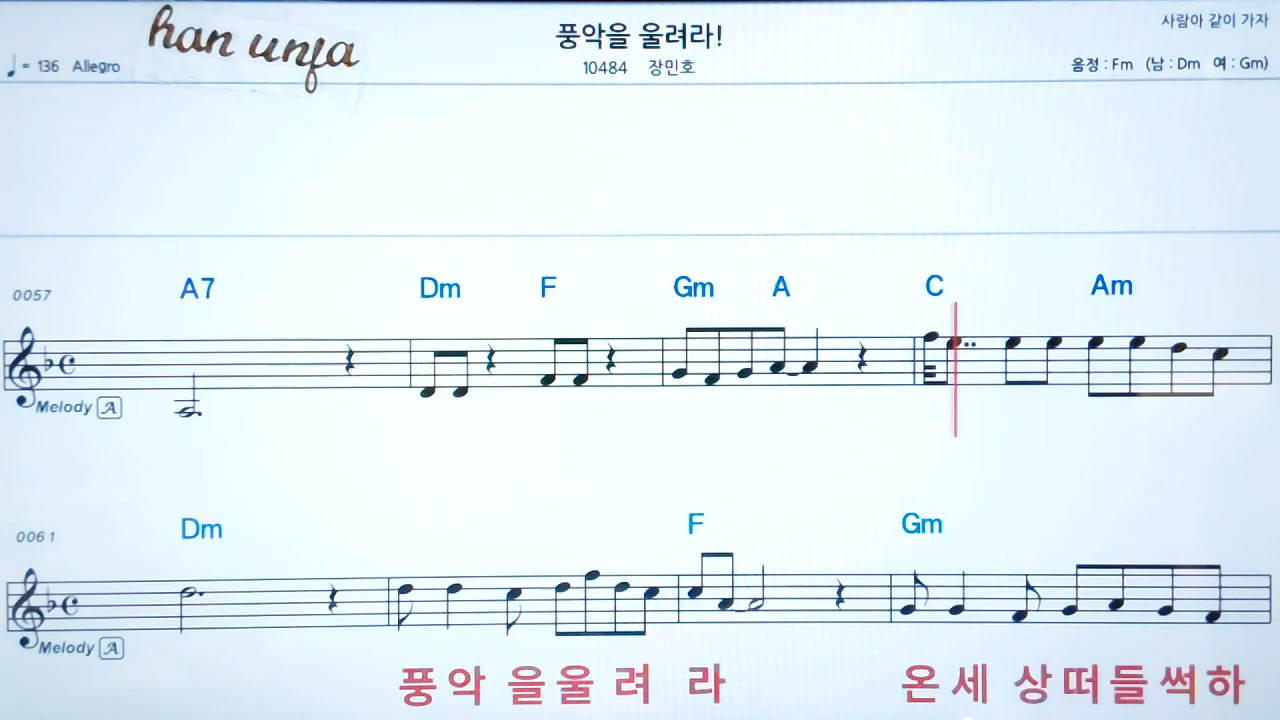 han unfa
풍악을 울려라!
사람아 같이 가자
♩= 136 Allegro
10484 장민호
음정 : Fm (남 : Dm 여 : Gm)
0057 A7 Dm F Gm A C Am
Melody A
0061 Dm F Gm
Melody A
풍악 을울 려 라 온세 상떠들썩하